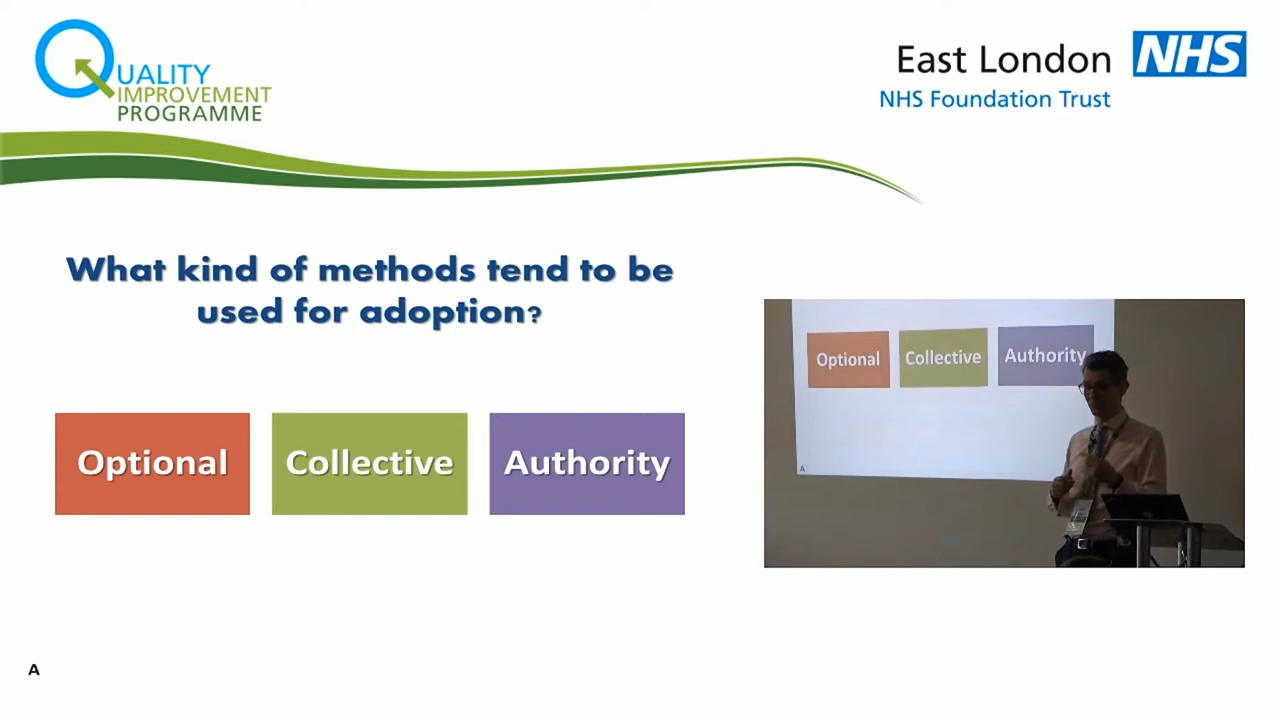 QUALITY
IMPROVEMENT
PROGRAMME
East London NHS
NHS Foundation Trust
What kind of methods tend to be
used for adoption?
Optional Collective Authority
Optional Collective Authority
A
A